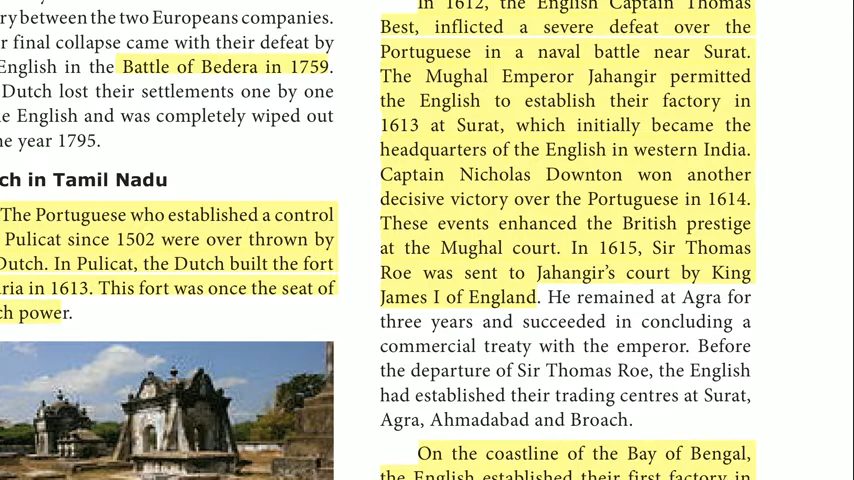 ry between the two Europeans companies.
r final collapse came with their defeat by
English in the Battle of Bedera in 1759.
Dutch lost their settlements one by one
e English and was completely wiped out
e year 1795.
ch in Tamil Nadu
The Portuguese who established a control
Pulicat since 1502 were over thrown by
Dutch. In Pulicat, the Dutch built the fort
ria in 1613. This fort was once the seat of
ch power.
In 1612, the English Captain Thomas
Best, inflicted a severe defeat over the
Portuguese in a naval battle near Surat.
The Mughal Emperor Jahangir permitted
the English to establish their factory in
1613 at Surat, which initially became the
headquarters of the English in western India.
Captain Nicholas Downton won another
decisive victory over the Portuguese in 1614.
These events enhanced the British prestige
at the Mughal court. In 1615, Sir Thomas
Roe was sent to Jahangir’s court by King
James I of England. He remained at Agra for
three years and succeeded in concluding a
commercial treaty with the emperor. Before
the departure of Sir Thomas Roe, the English
had established their trading centres at Surat,
Agra, Ahmadabad and Broach.
On the coastline of the Bay of Bengal,
the English established their first factory in